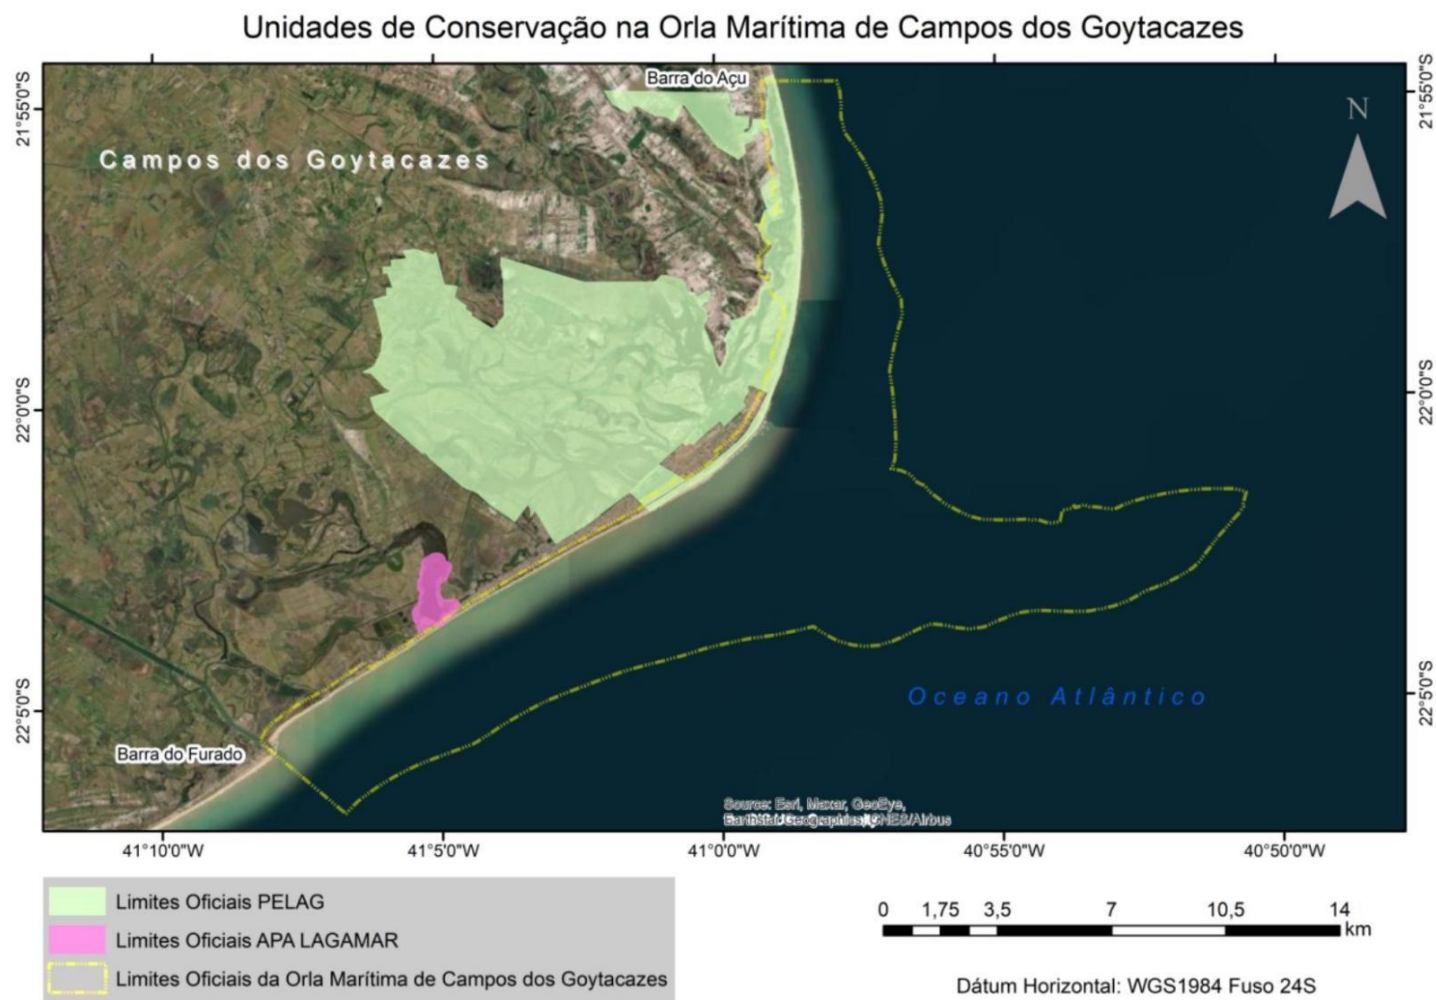 Unidades de Conservação na Orla Marítima de Campos dos Goytacazes
Barra do Açu
21°55'0"S
21°55'0"S
N
Campos dos Goytacazes
22°0'0"S
22°0'0"S
22°5'0"S
22°5'0"S
Oceano Atlântico
Barra do Furado
Source: Esri, Maxar, GeoEye,
Earthstar Geographics, CNES/Airbus
41°10'0"W
41°5'0"W
41°0'0"W
40°55'0"W
40°50'0"W
Limites Oficiais PELAG
Limites Oficiais APA LAGAMAR
Limites Oficiais da Orla Marítima de Campos dos Goytacazes
0 1,75 3,5 7 10,5 14
km
Dátum Horizontal: WGS1984 Fuso 24S